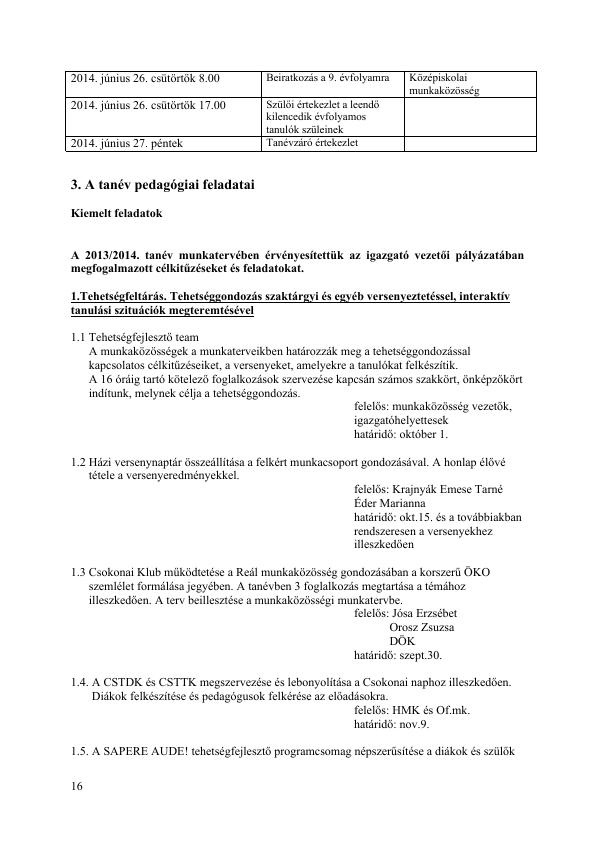 2014. június 26. csütörtök 8.00 Beiratkozás a 9. évfolyamra Középiskolai
munkaközösség
2014. június 26. csütörtök 17.00 Szülői értekezlet a leendő
kilencedik évfolyamos
tanulók szüleinek
2014. június 27. péntek Tanévzáró értekezlet
3. A tanév pedagógiai feladatai
Kiemelt feladatok
A 2013/2014. tanév munkatervében érvényesítettük az igazgató vezetői pályázatában
megfogalmazott célkitűzéseket és feladatokat.
1.Tehetségfeltárás. Tehetséggondozás szaktárgyi és egyéb versenyeztetéssel, interaktív
tanulási szituációk megteremtésével
1.1 Tehetségfejlesztő team
A munkaközösségek a munkaterveikben határozzák meg a tehetséggondozással
kapcsolatos célkitűzéseiket, a versenyeket, amelyekre a tanulókat felkészítik.
A 16 óráig tartó kötelező foglalkozások szervezése kapcsán számos szakkört, önképzőkört
indítunk, melynek célja a tehetséggondozás.
felelős: munkaközösség vezetők,
igazgatóhelyettesek
határidő: október 1.
1.2 Házi versenynaptár összeállítása a felkért munkacsoport gondozásával. A honlap élővé
tétele a versenyeredményekkel.
felelős: Krajnyák Emese Tarné
Éder Marianna
határidő: okt.15. és a továbbiakban
rendszeresen a versenyekhez
illeszkedően
1.3 Csokonai Klub működtetése a Reál munkaközösség gondozásában a korszerű ÖKO
szemlélet formálása jegyében. A tanévben 3 foglalkozás megtartása a témához
illeszkedően. A terv beillesztése a munkaközösségi munkatervbe.
felelős: Jósa Erzsébet
Orosz Zsuzsa
DÖK
határidő: szept.30.
1.4. A CSTDK és CSTTK megszervezése és lebonyolítása a Csokonai naphoz illeszkedően.
Diákok felkészítése és pedagógusok felkérése az előadásokra.
felelős: HMK és Of.mk.
határidő: nov.9.
1.5. A SAPERE AUDE! tehetségfejlesztő programcsomag népszerűsítése a diákok és szülők
16